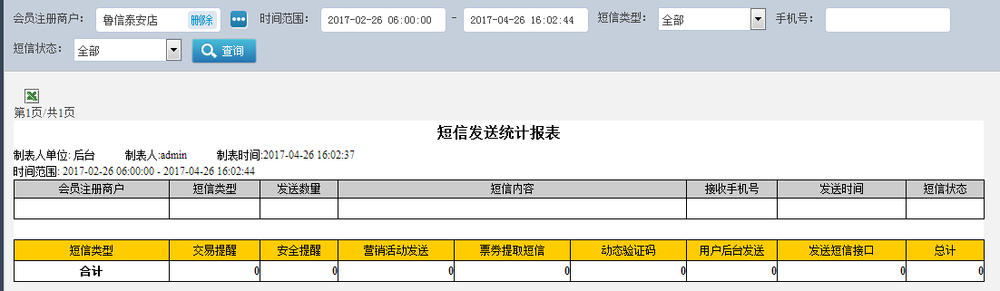 会员注册商户： 鲁信泰安店 删除 时间范围： 2017-02-26 06:00:00 - 2017-04-26 16:02:44 短信类型： 全部 手机号：
短信状态： 全部 查询
第1页/共1页
短信发送统计报表
制表人单位: 后台 制表人:admin 制表时间:2017-04-26 16:02:37
时间范围: 2017-02-26 06:00:00 - 2017-04-26 16:02:44
会员注册商户 短信类型 发送数量 短信内容 接收手机号 发送时间 短信状态
短信类型 交易提醒 安全提醒 营销活动发送 票券提取短信 动态验证码 用户后台发送 发送短信接口 总计
合计 0 0 0 0 0 0 0 0